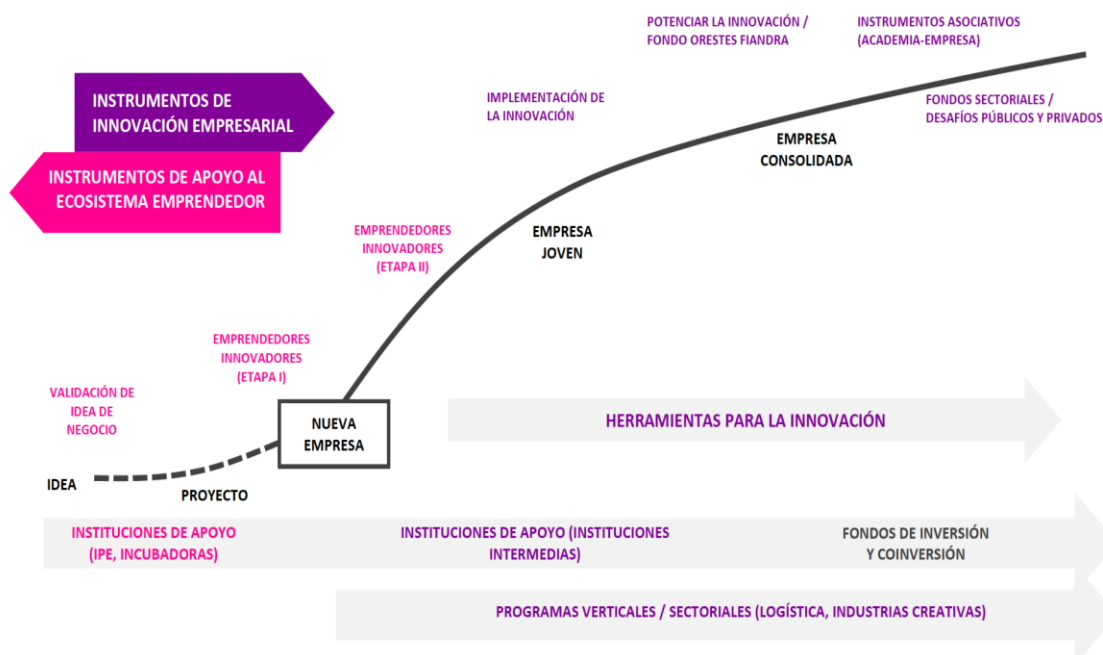 POTENCIAR LA INNOVACIÓN /
FONDO ORESTES FIANDRA
INSTRUMENTOS ASOCIATIVOS
(ACADEMIA-EMPRESA)
INSTRUMENTOS DE
INNOVACIÓN EMPRESARIAL
IMPLEMENTACIÓN DE
LA INNOVACIÓN
FONDOS SECTORIALES /
DESAFÍOS PÚBLICOS Y PRIVADOS
EMPRESA
CONSOLIDADA
INSTRUMENTOS DE APOYO AL
ECOSISTEMA EMPRENDEDOR
EMPRENDEDORES
INNOVADORES
(ETAPA II)
EMPRESA
JOVEN
EMPRENDEDORES
INNOVADORES
(ETAPA I)
VALIDACIÓN DE
IDEA DE
NEGOCIO
NUEVA
EMPRESA
HERRAMIENTAS PARA LA INNOVACIÓN
IDEA
PROYECTO
INSTITUCIONES DE APOYO
(IPE, INCUBADORAS)
INSTITUCIONES DE APOYO (INSTITUCIONES
INTERMEDIAS)
FONDOS DE INVERSIÓN
Y COINVERSIÓN
PROGRAMAS VERTICALES / SECTORIALES (LOGÍSTICA, INDUSTRIAS CREATIVAS)